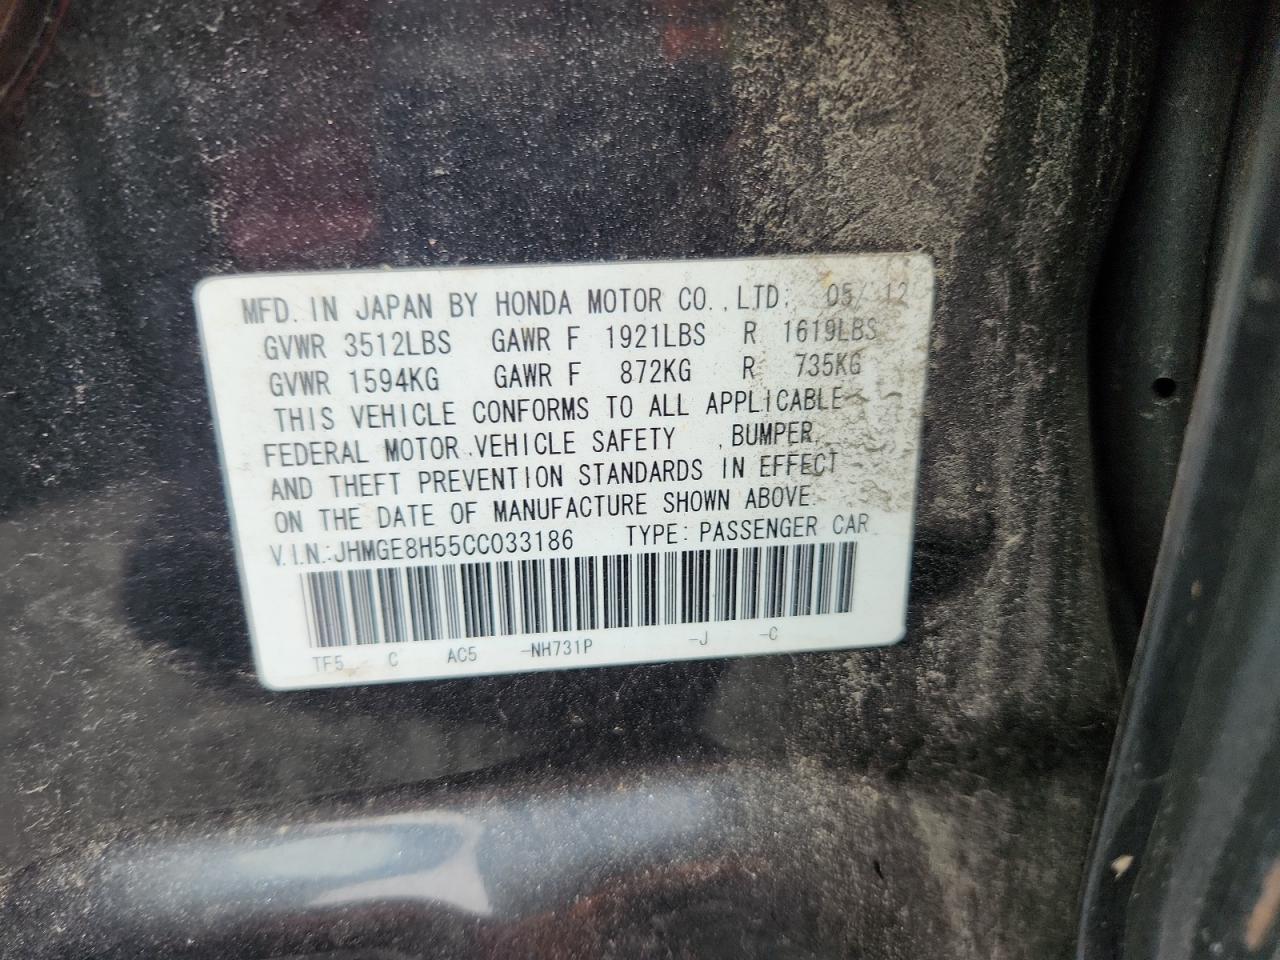 MFD. IN JAPAN BY HONDA MOTOR CO.,LTD. 05/12
GVWR 3512LBS GAWR F 1921LBS R 1619LBS
GVWR 1594KG GAWR F 872KG R 735KG
THIS VEHICLE CONFORMS TO ALL APPLICABLE
FEDERAL MOTOR VEHICLE SAFETY , BUMPER,
AND THEFT PREVENTION STANDARDS IN EFFECT
ON THE DATE OF MANUFACTURE SHOWN ABOVE.
V.I.N.:JHMGE8H55CC033186 TYPE: PASSENGER CAR
TF5 C AC5 -NH731P -J -C